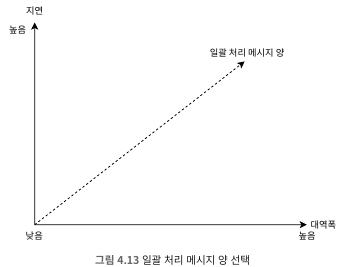 지연
높음
일괄 처리 메시지 양
대역폭
낮음
높음
그림 4.13 일괄 처리 메시지 양 선택